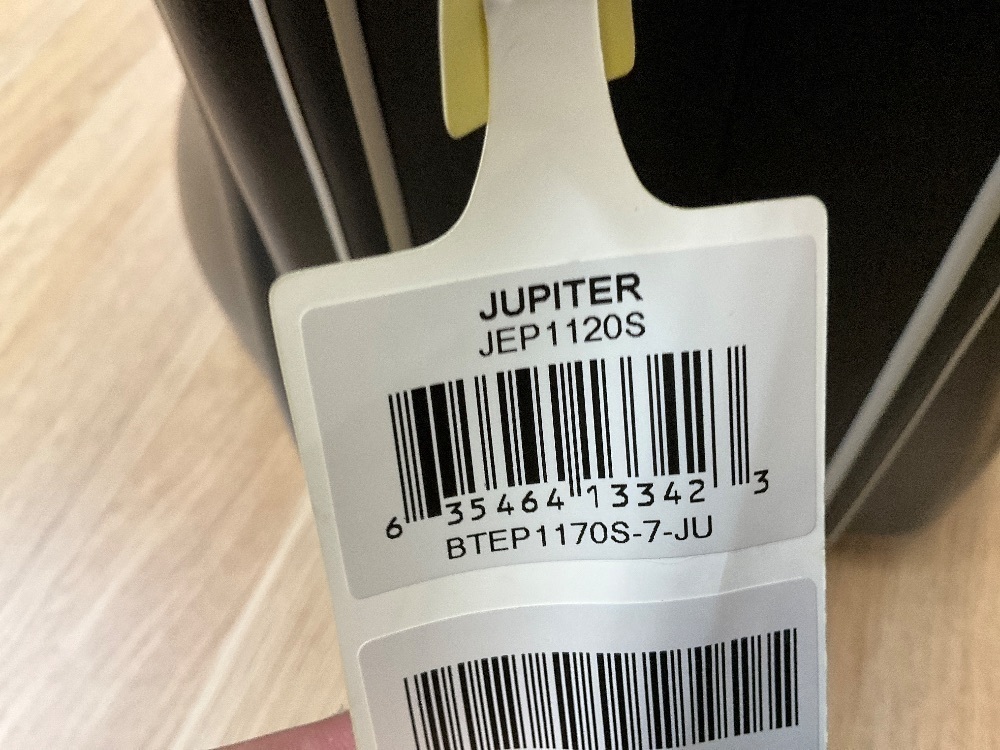 JUPITER
JEP1120S
6 35464 13342 3
BTEP1170S-7-JU